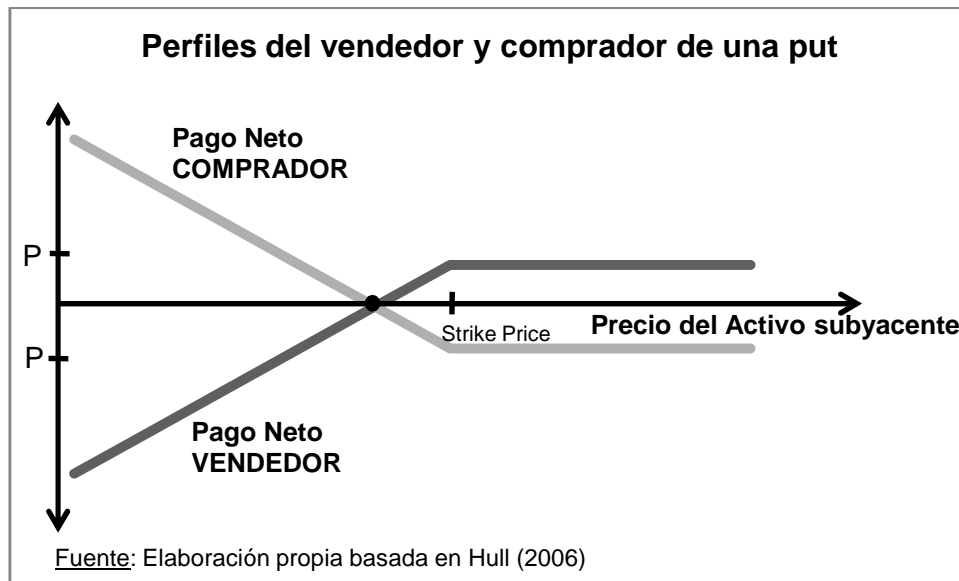 Perfiles del vendedor y comprador de una put
Pago Neto
COMPRADOR
P
Strike Price
Precio del Activo subyacente
P
Pago Neto
VENDEDOR
Fuente: Elaboración propia basada en Hull (2006)